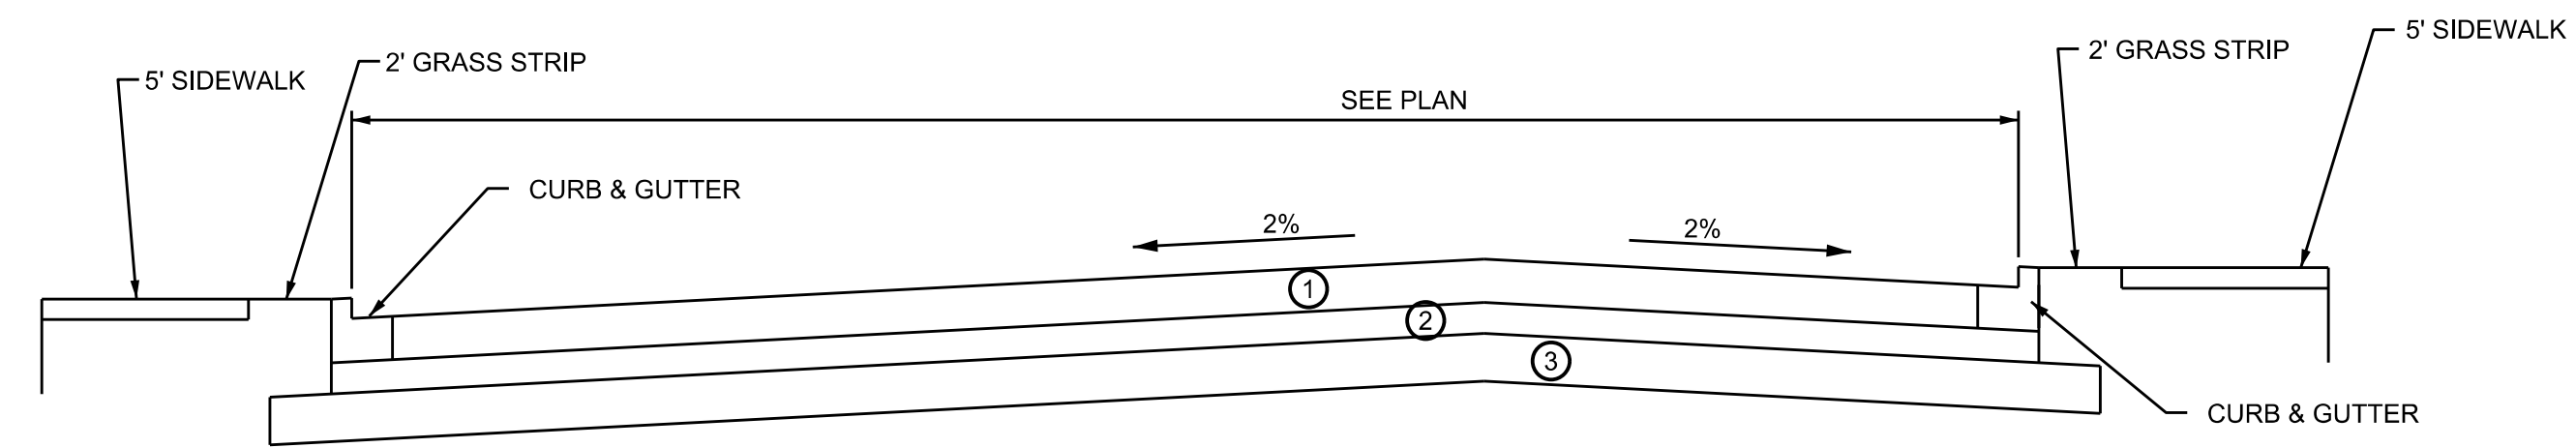 5' SIDEWALK
2' GRASS STRIP
SEE PLAN
2' GRASS STRIP
5' SIDEWALK
CURB & GUTTER
2%
2%
1
2
3
CURB & GUTTER